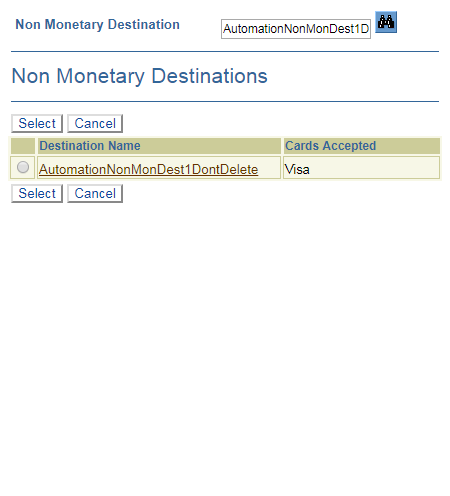 Non Monetary Destination AutomationNonMonDest1D
Non Monetary Destinations
Select Cancel
Destination Name Cards Accepted
AutomationNonMonDest1DontDelete Visa
Select Cancel